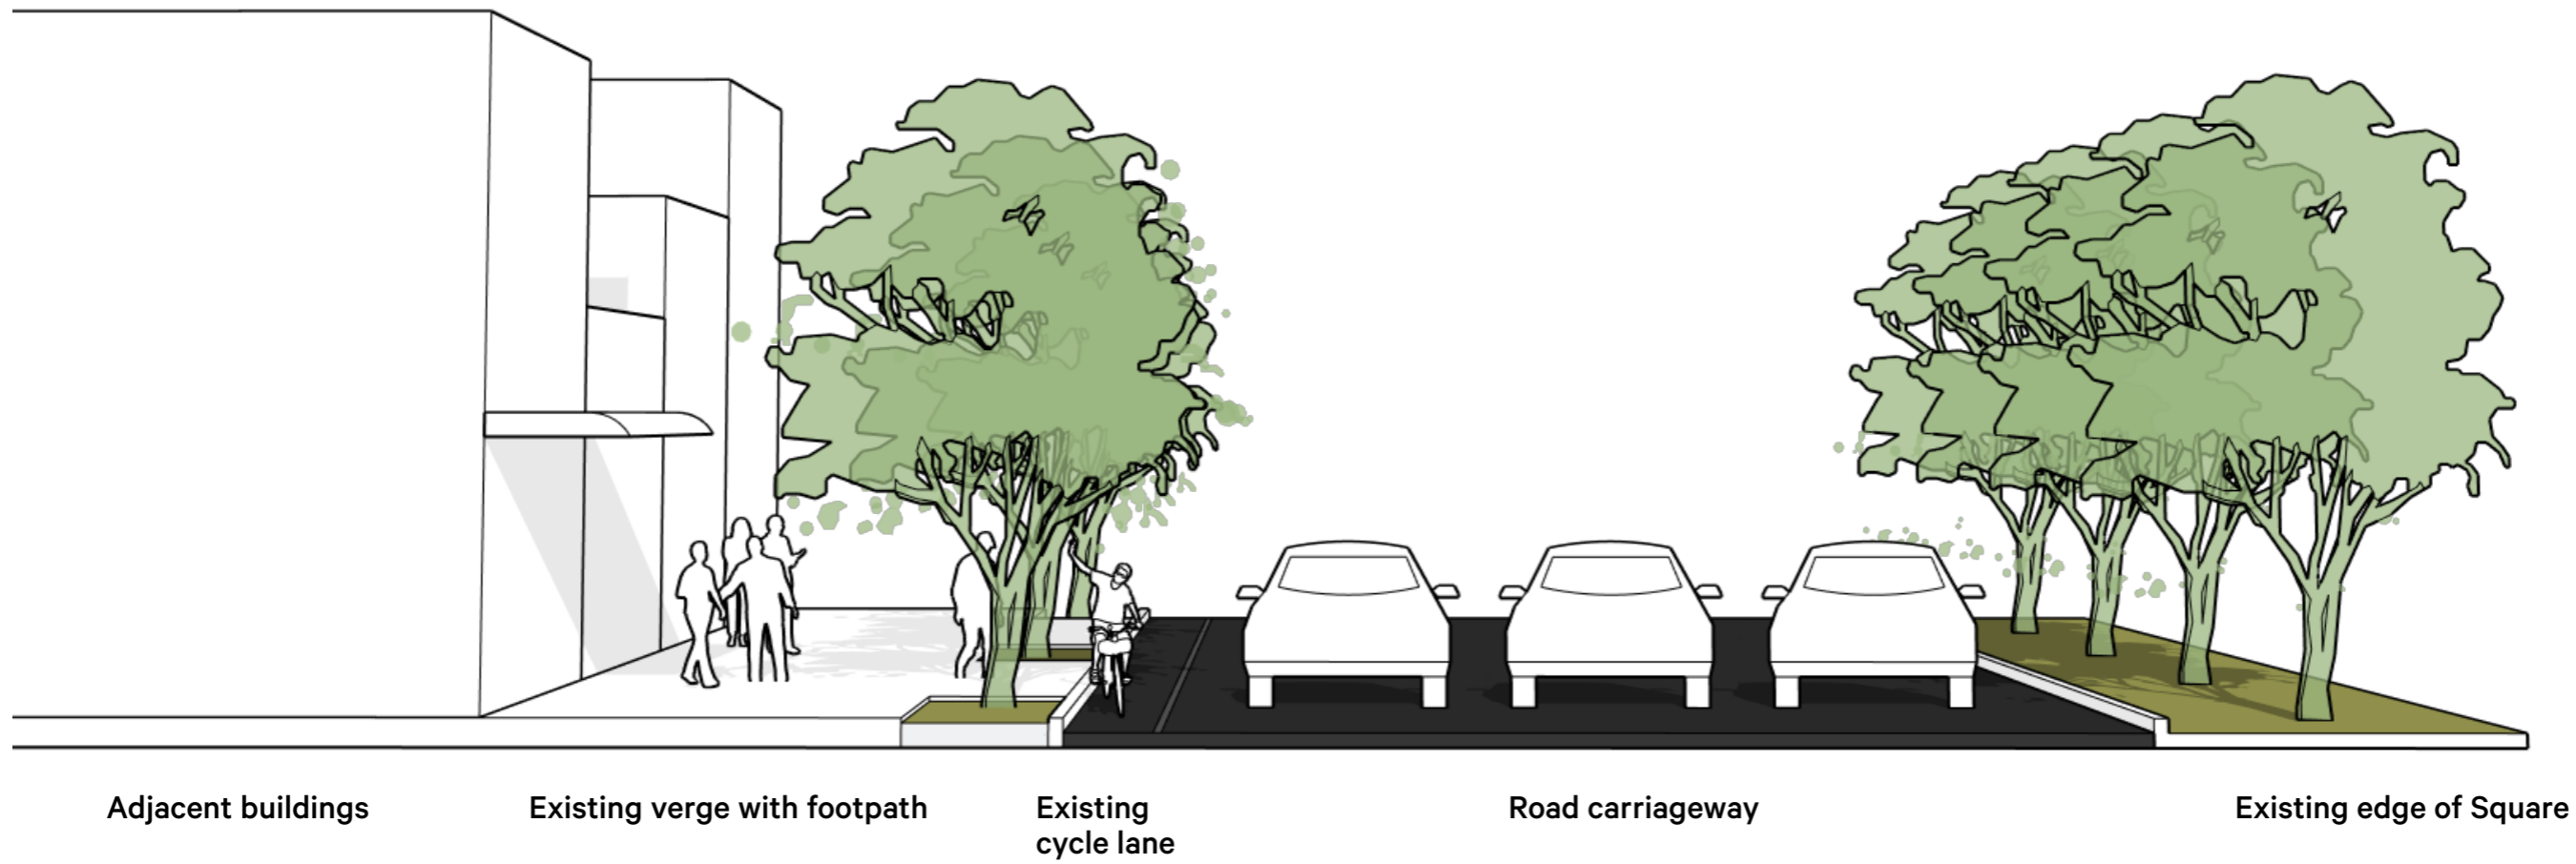 Adjacent buildings
Existing verge with footpath
Existing
cycle lane
Road carriageway
Existing edge of Square